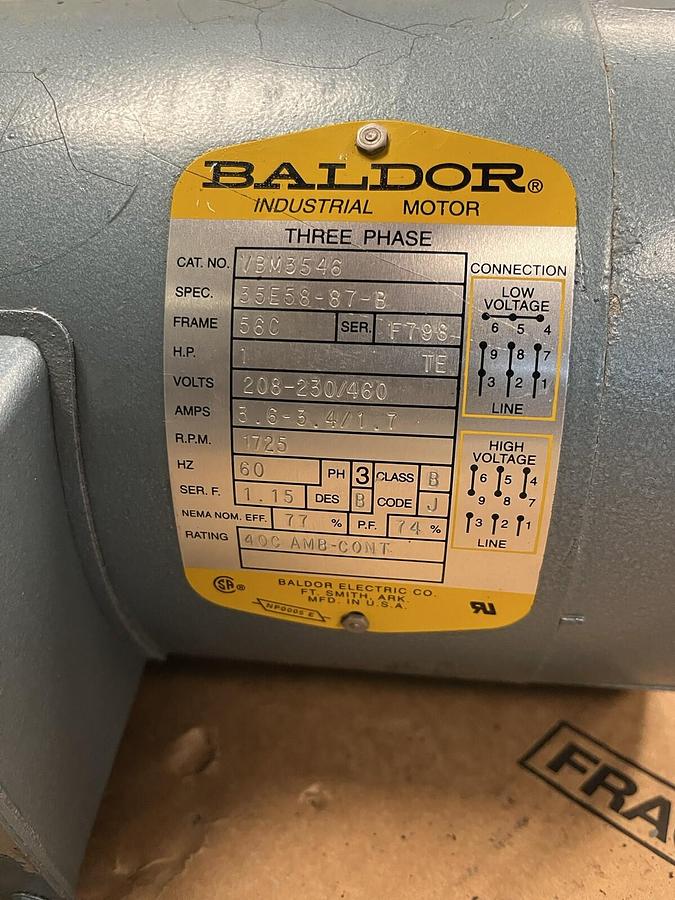 BALDOR®
INDUSTRIAL MOTOR
THREE PHASE
CAT. NO. VBM3546
SPEC. 35E58-87-B
FRAME 56C SER. F798
H.P. 1 TE
VOLTS 208-230/460
AMPS 3.6-3.4/1.7
R.P.M. 1725
HZ 60 PH 3 CLASS B
SER. F. 1.15 DES B CODE J
NEMA NOM. EFF. 77 % P.F. 74 %
RATING 40C AMB-CONT
CONNECTION
LOW
VOLTAGE
6 5 4
9 8 7
3 2 1
LINE
HIGH
VOLTAGE
6 5 4
9 8 7
3 2 1
LINE
SA ®
BALDOR ELECTRIC CO.
FT. SMITH, ARK.
MFD. IN U.S.A.
NP0005 E
RU
FRA